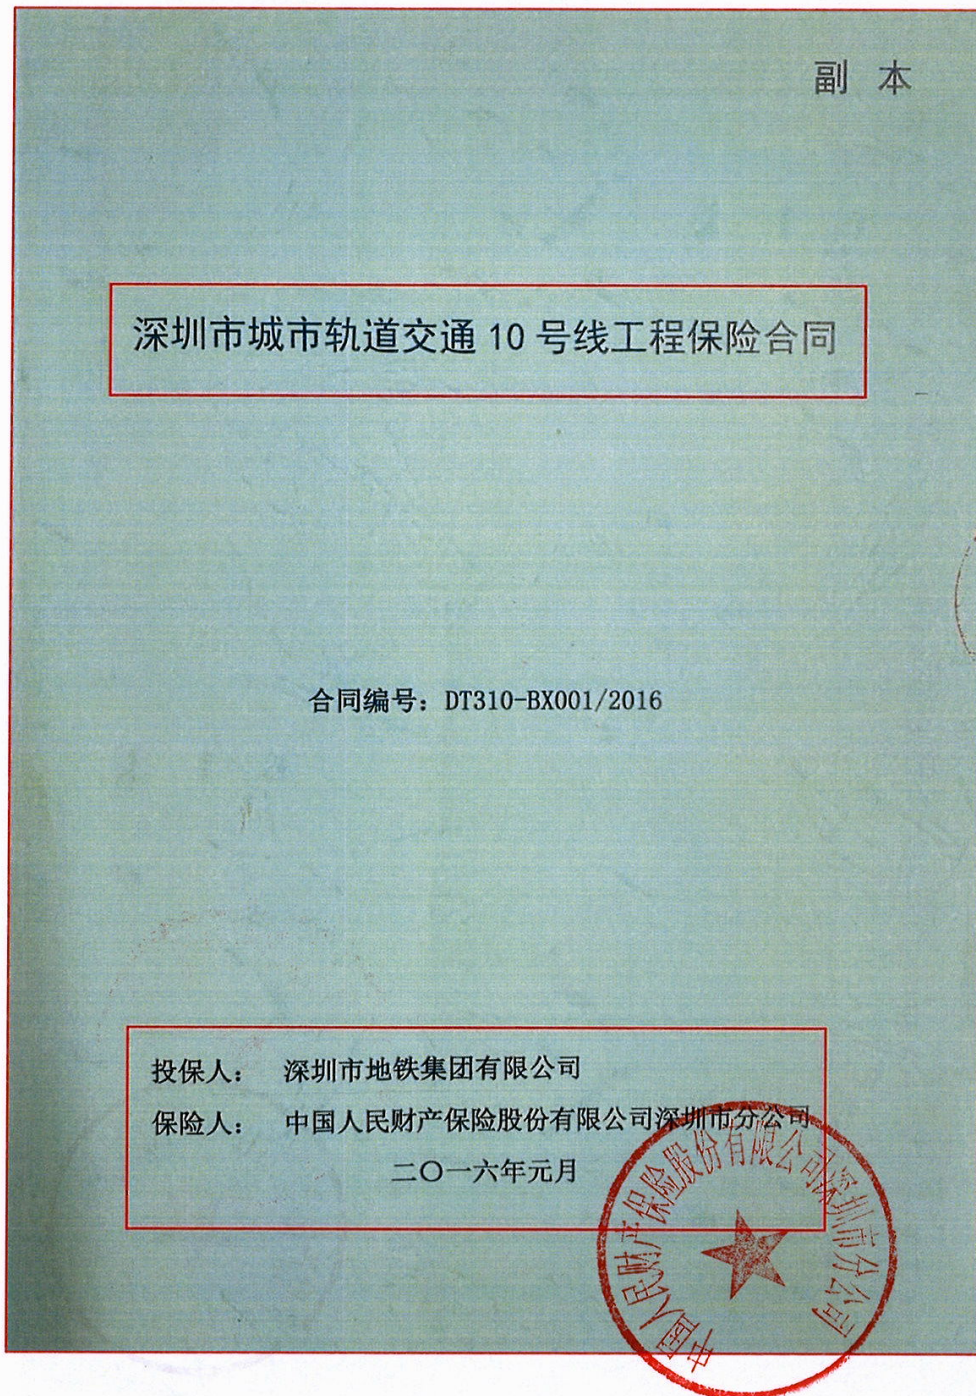 副 本
深圳市城市轨道交通 10 号线工程保险合同
合同编号：DT310-BX001/2016
投保人： 深圳市地铁集团有限公司
保险人： 中国人民财产保险股份有限公司深圳市分公司
二〇一六年元月
中国人民财产保险股份有限公司深圳市分公司